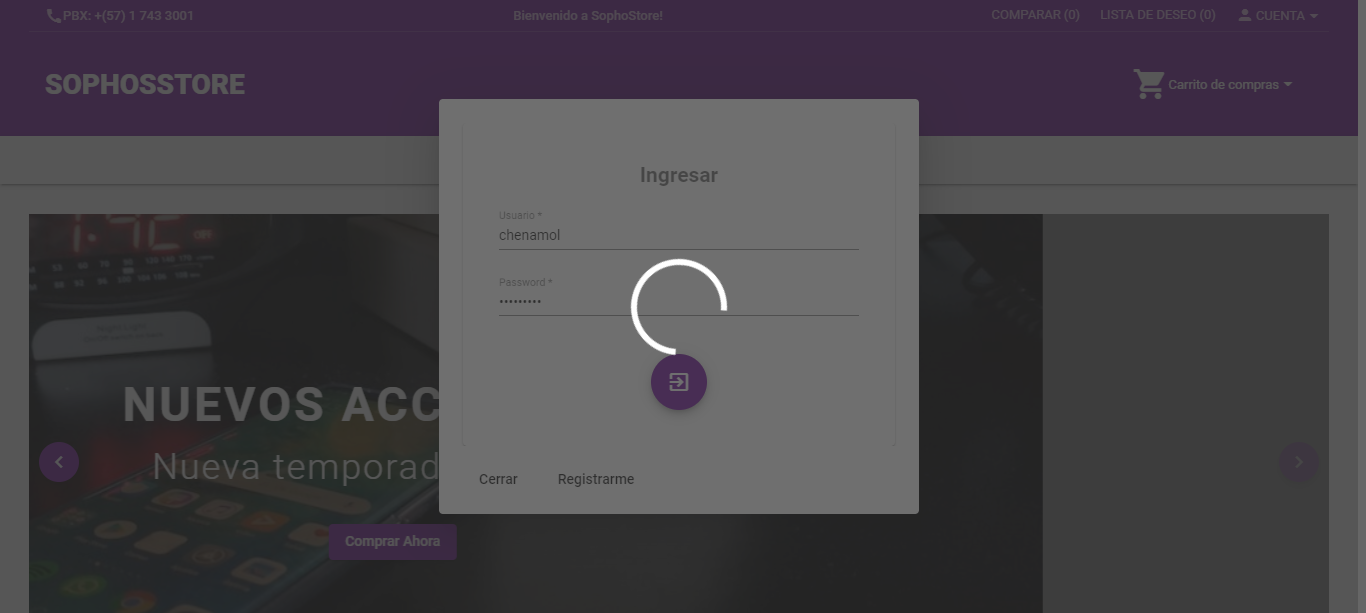 PBX: +(57) 1 743 3001
Bienvenido a SophoStore!
COMPARAR (0)
LISTA DE DESEO (0)
CUENTA
SOPHOSSTORE
Carrito de compras
Ingresar
Usuario *
chenamol
Password *
•••••••••
NUEVOS ACC
Nueva temporad
Cerrar
Registrarme
Comprar Ahora